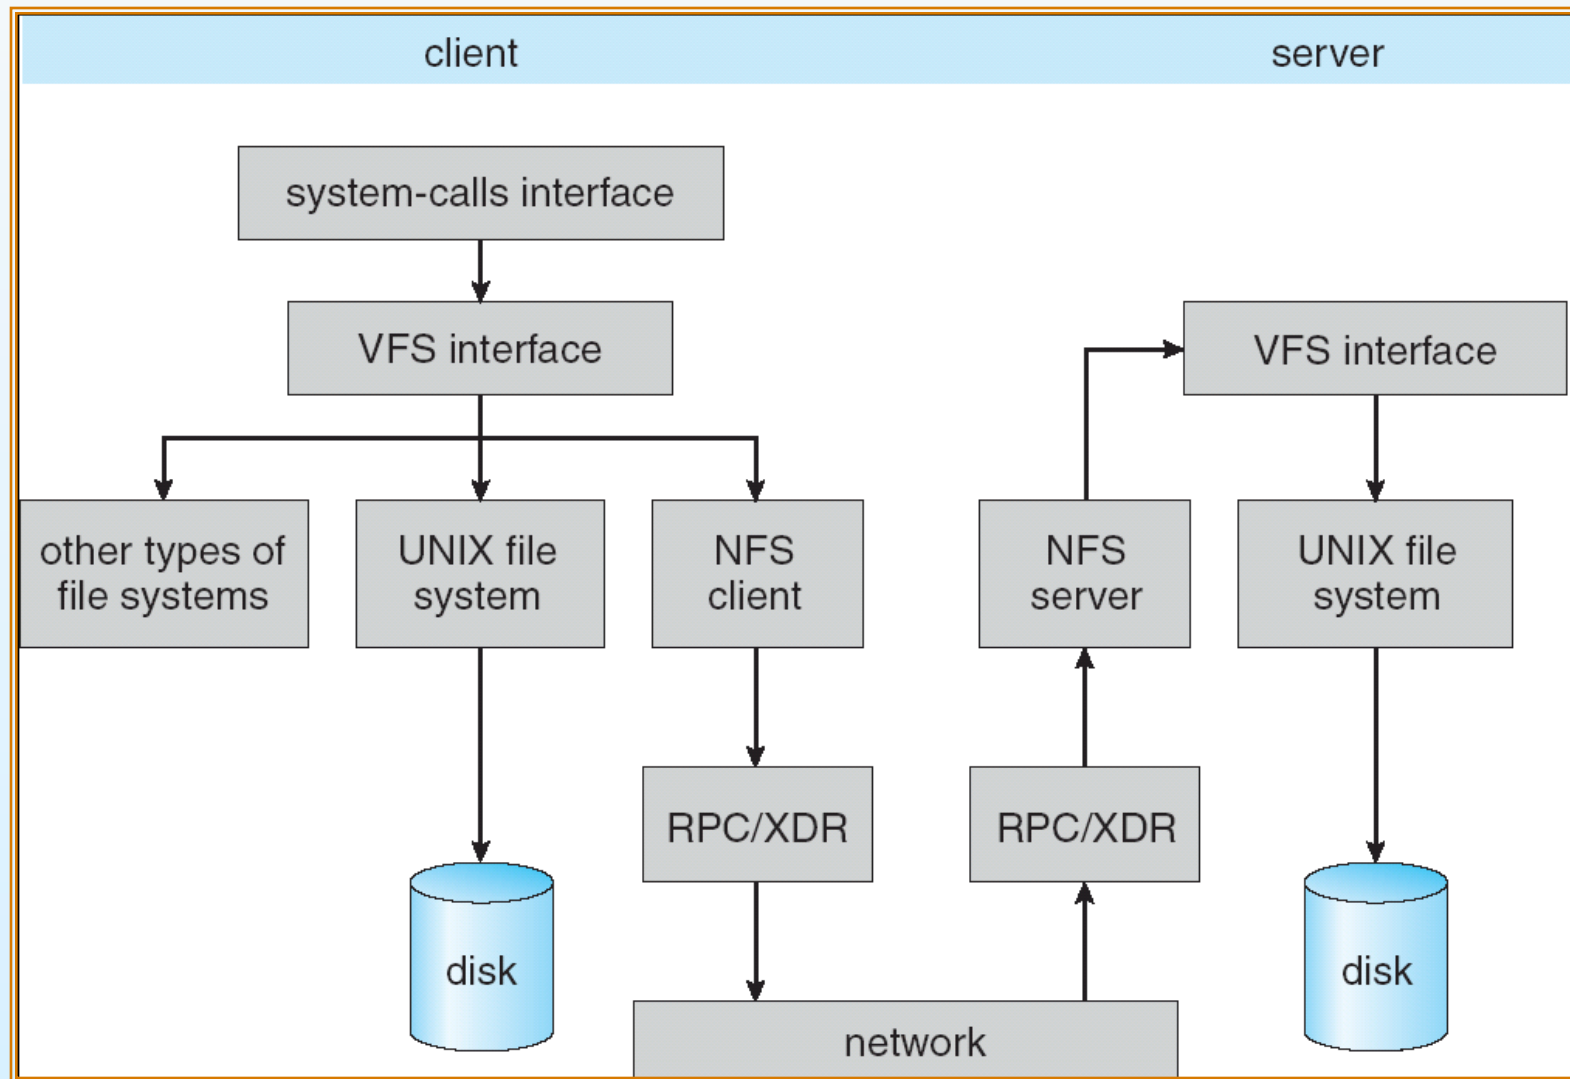 client
server
system-calls interface
VFS interface
VFS interface
other types of
file systems
UNIX file
system
NFS
client
NFS
server
UNIX file
system
RPC/XDR
RPC/XDR
disk
disk
network